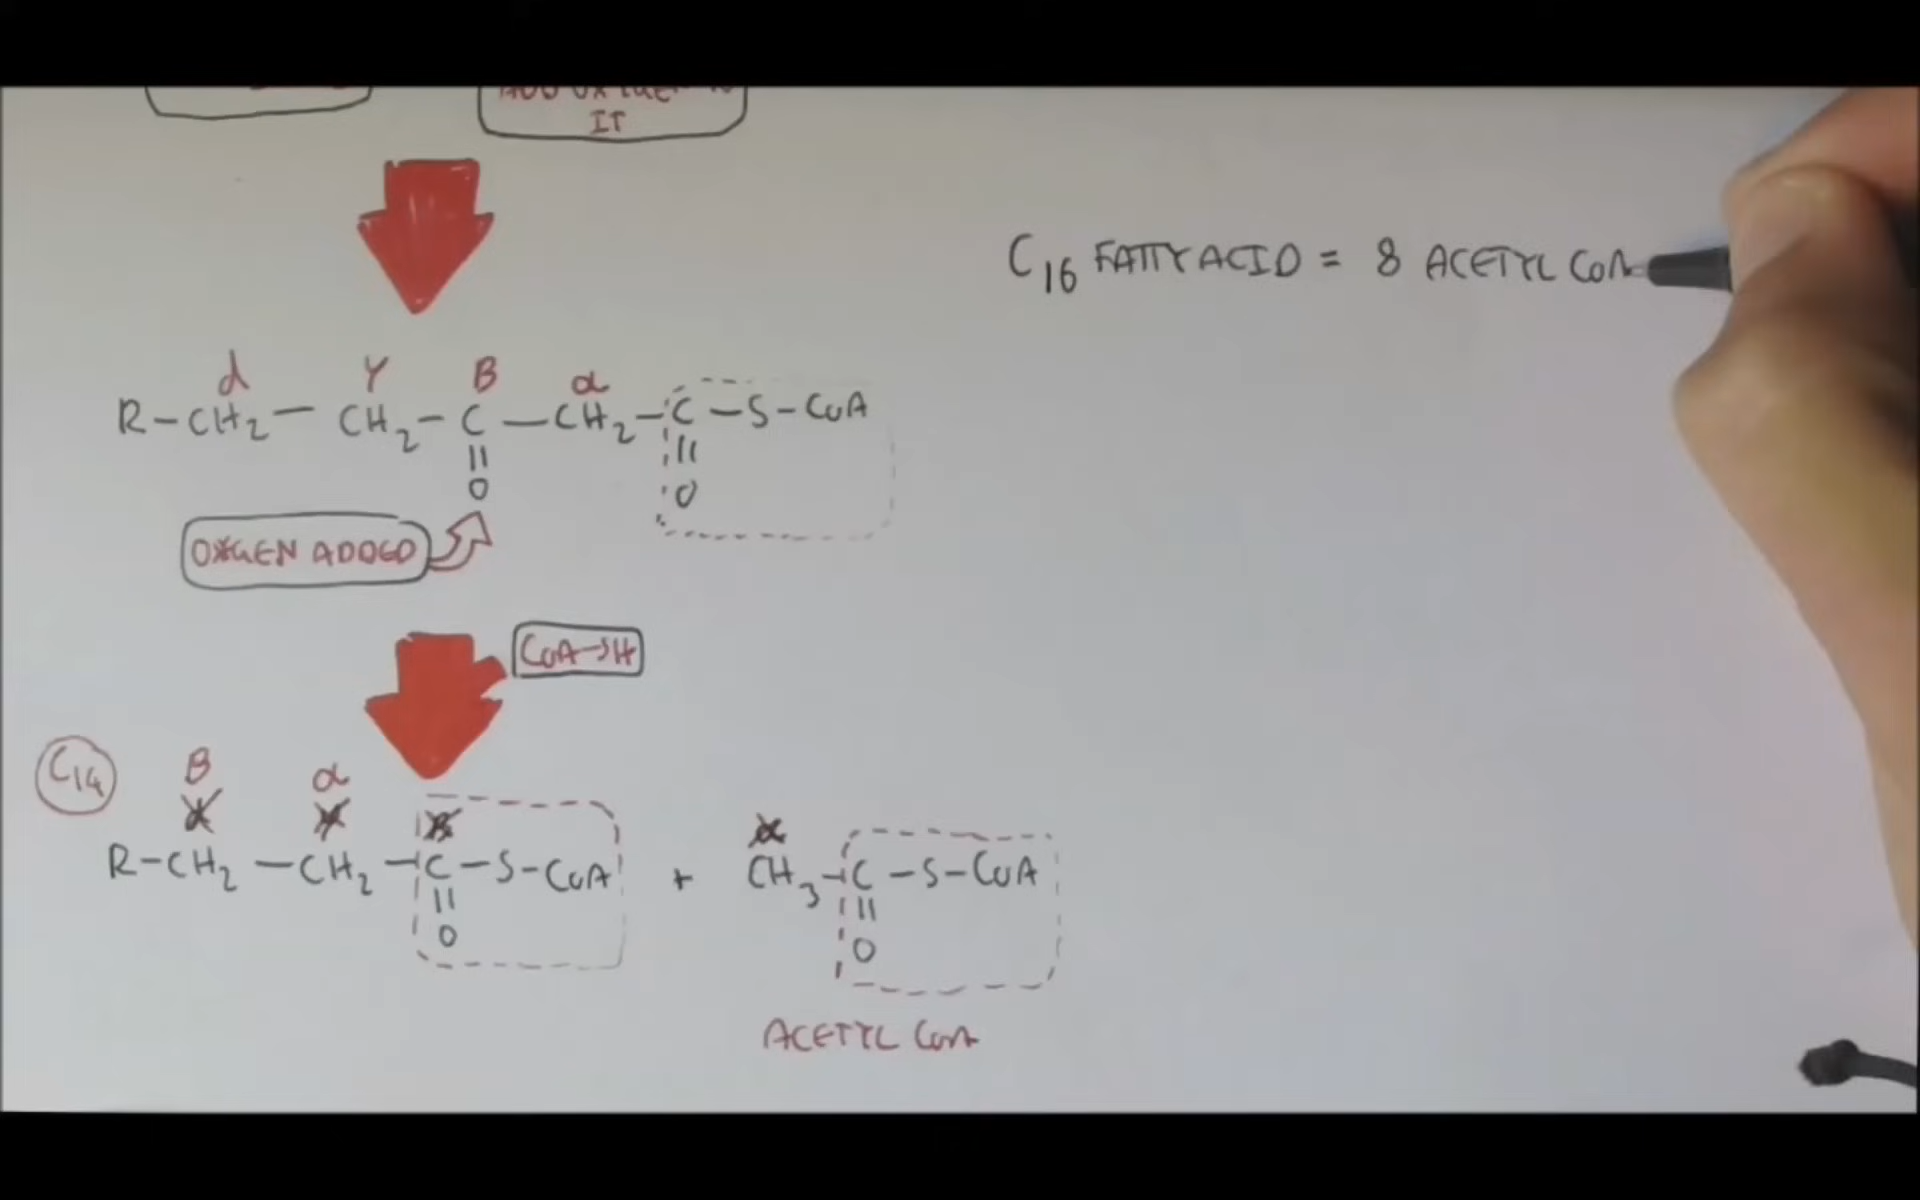 IT
C16 FATTY ACID = 8 ACETYL CoA
d γ B α
R-CH2-CH2-C-CH2-C-S-CoA
O O
OXGEN ADDED
CoA-SH
C14 B α
R-CH2-CH2-C-S-CoA + CH3-C-S-CoA
O O
ACETYL CoA